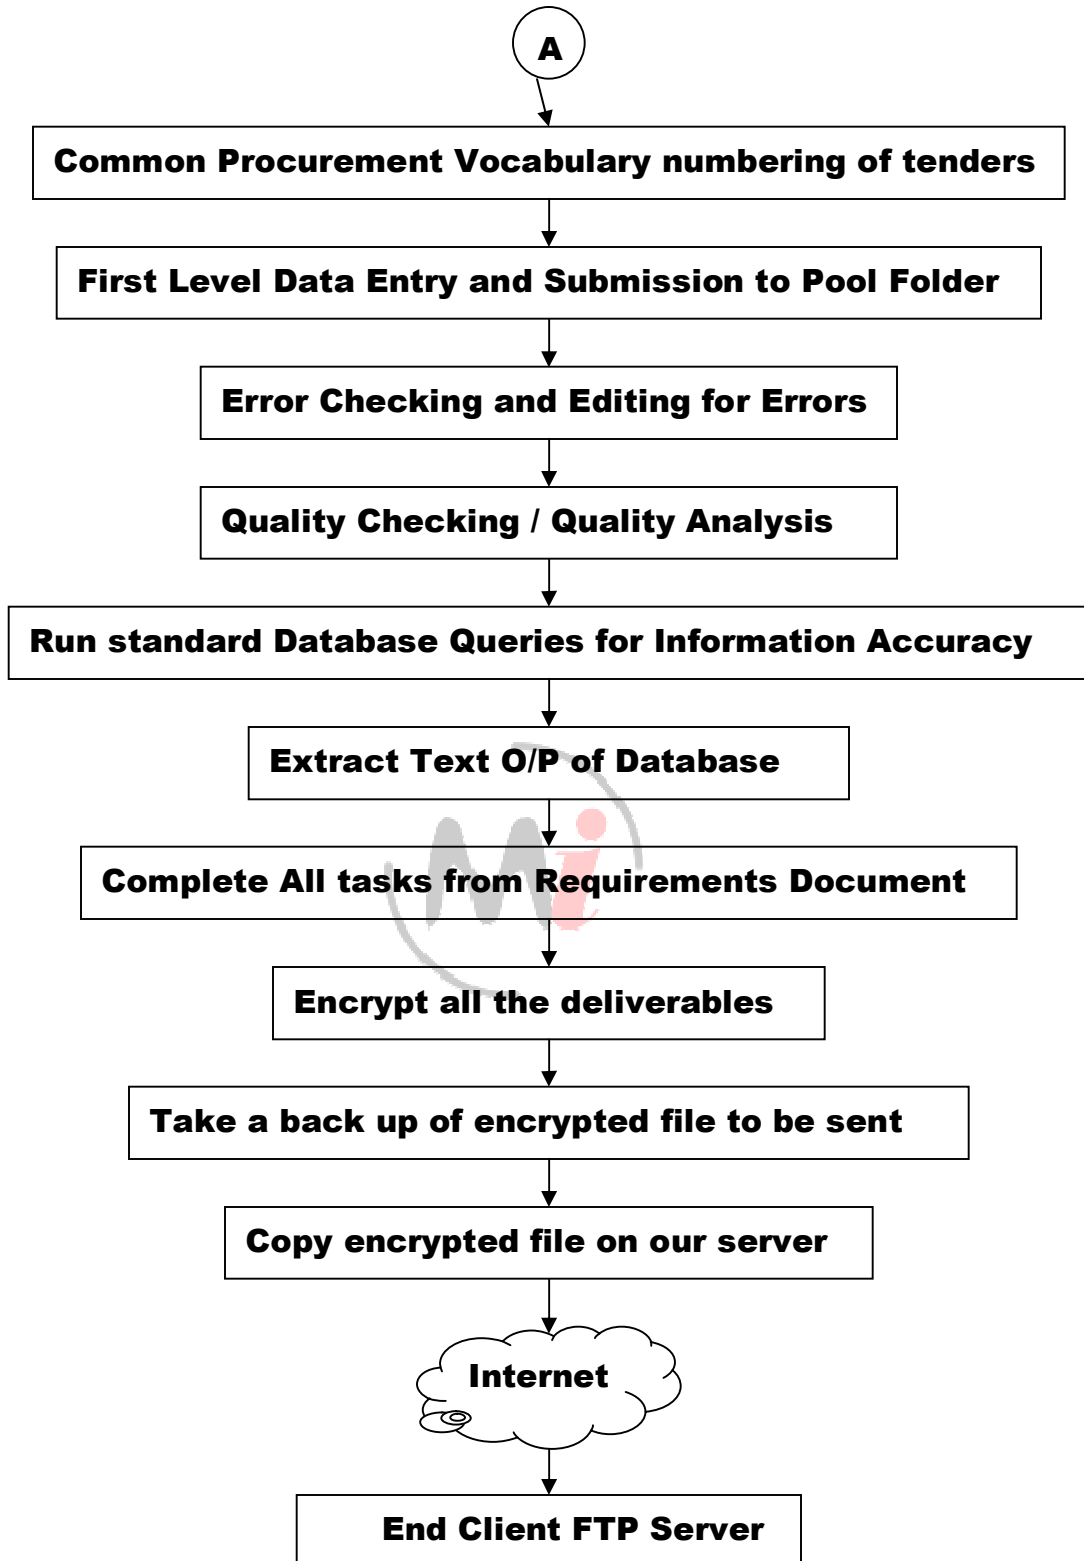 A
Common Procurement Vocabulary numbering of tenders
First Level Data Entry and Submission to Pool Folder
Error Checking and Editing for Errors
Quality Checking / Quality Analysis
Run standard Database Queries for Information Accuracy
Extract Text O/P of Database
Complete All tasks from Requirements Document
Mi
Encrypt all the deliverables
Take a back up of encrypted file to be sent
Copy encrypted file on our server
Internet
End Client FTP Server